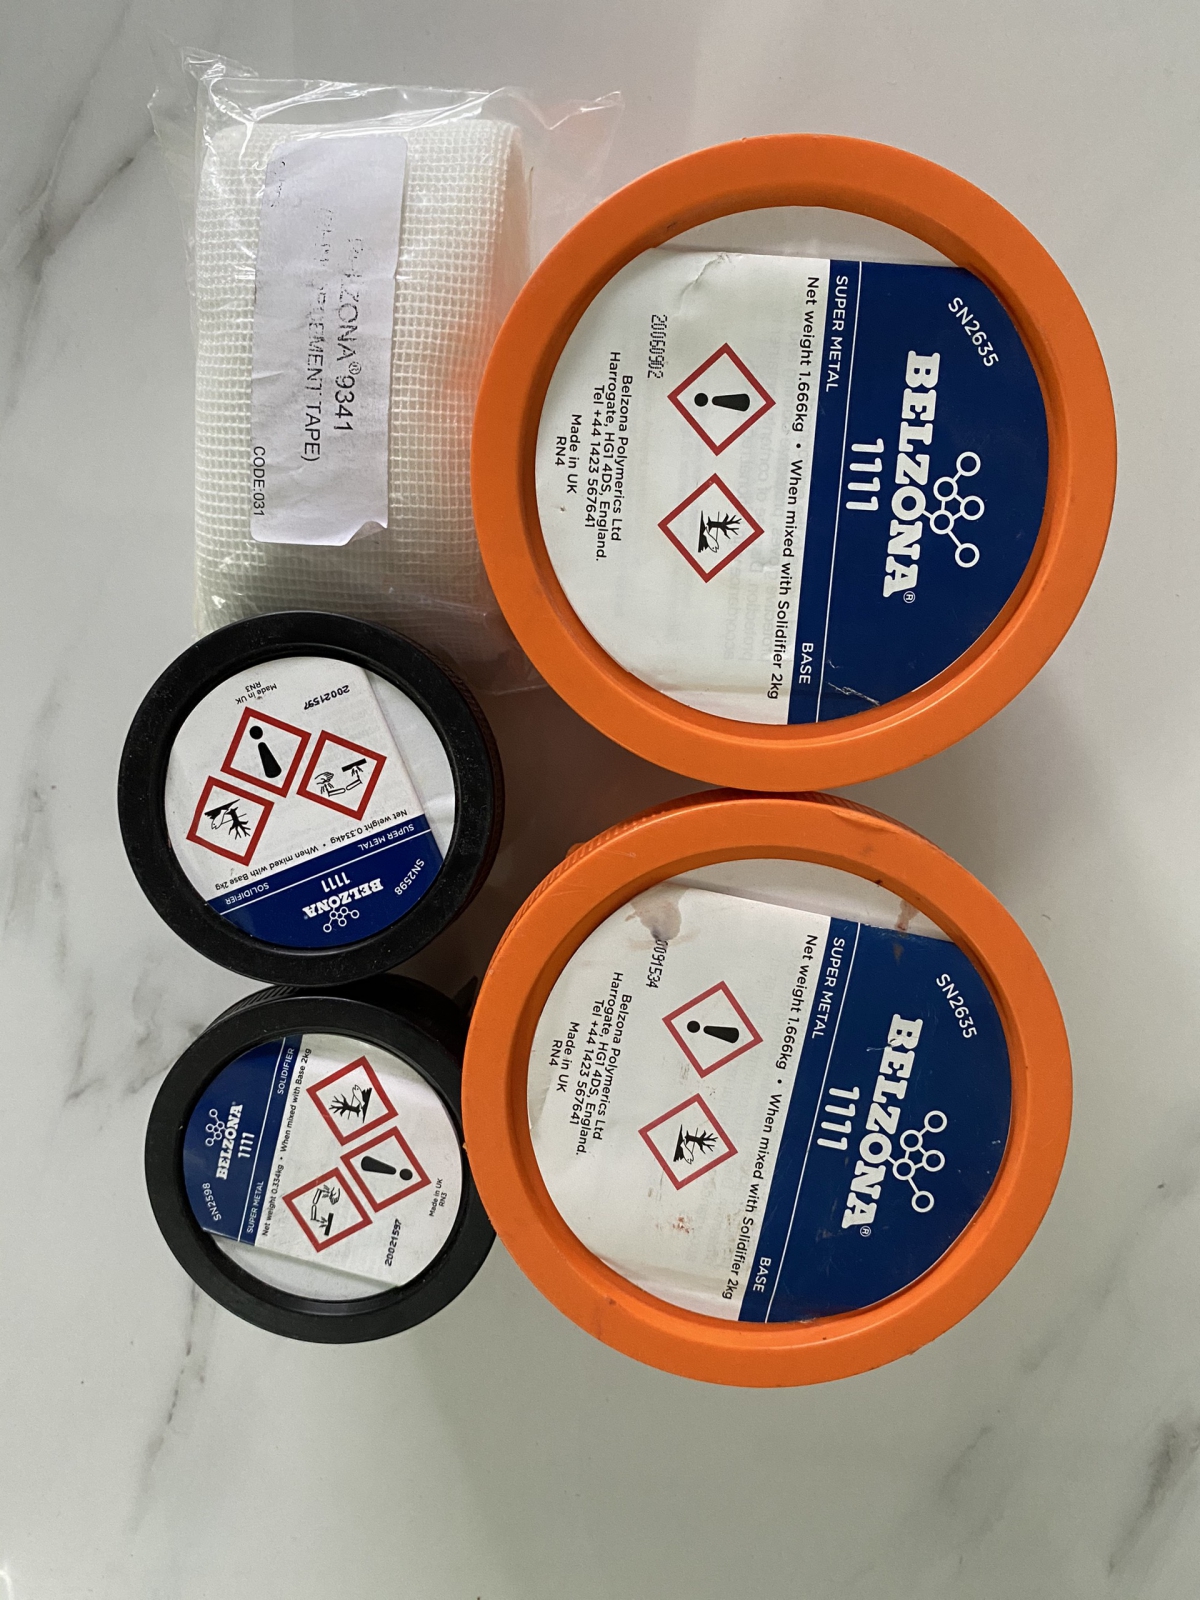 ®9341
TAPE)
CODE:031
SN2635
BELZONA®
1111
SUPER METAL BASE
Net weight 1.666kg • When mixed with Solidifier 2kg
20060902
Belzona Polymerics Ltd
Harrogate, HG1 4DS, England.
Tel +44 1423 567641
Made in UK
RN4
SN2598
BELZONA®
1111
SUPER METAL SOLIDIFIER
Net weight 0.334kg • When mixed with Base 2kg
20021597
Made in UK
RN3
SN2635
BELZONA®
1111
SUPER METAL BASE
Net weight 1.666kg • When mixed with Solidifier 2kg
0091534
Belzona Polymerics Ltd
Harrogate, HG1 4DS, England.
Tel +44 1423 567641
Made in UK
RN4
SN2598
BELZONA®
1111
SUPER METAL SOLIDIFIER
Net weight 0.334kg • When mixed with Base 2kg
20021597
Made in UK
RN3